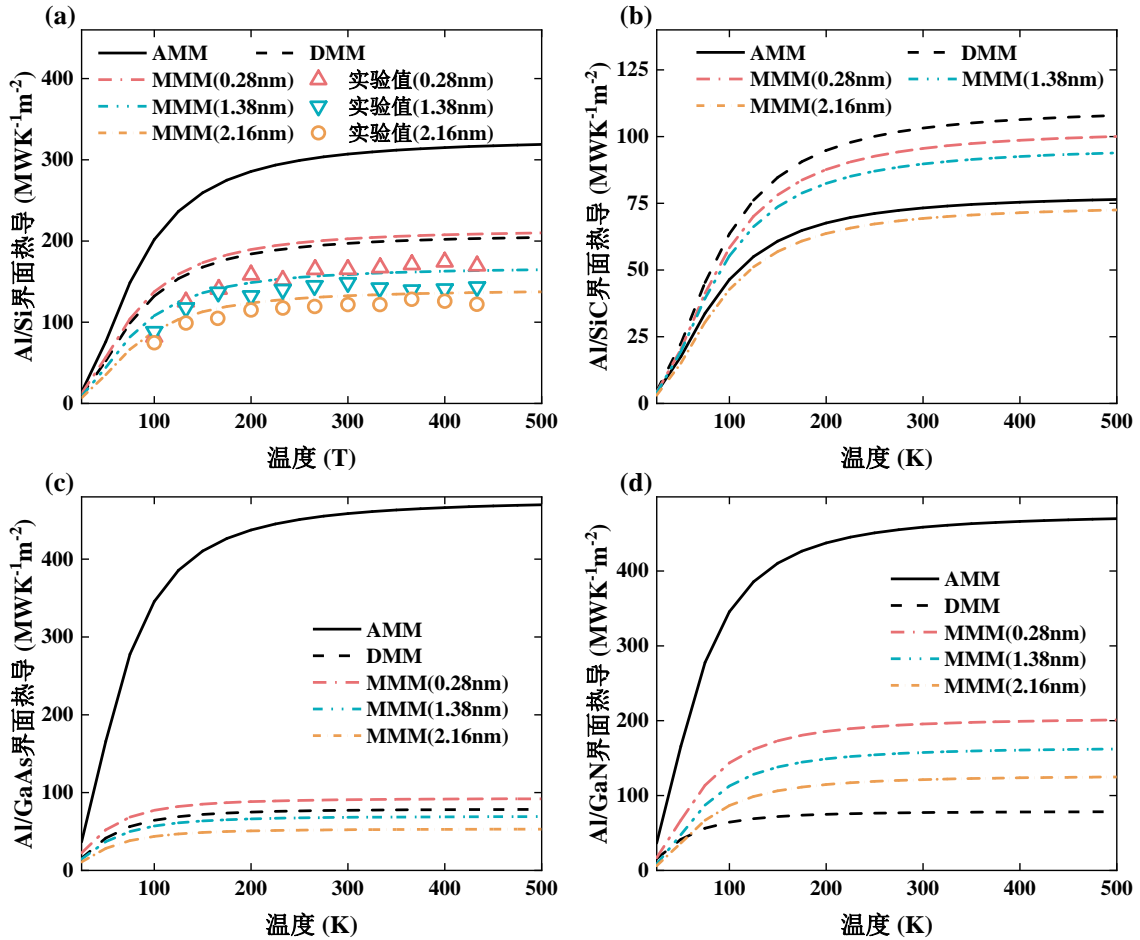 (a)
AMM
DMM
MMM(0.28nm)
实验值(0.28nm)
MMM(1.38nm)
实验值(1.38nm)
MMM(2.16nm)
实验值(2.16nm)
Al/Si界面热导 (MWK⁻¹m⁻²)
400
300
200
100
0
100 200 300 400 500
温度 (T)
(b)
AMM
DMM
MMM(0.28nm)
MMM(1.38nm)
MMM(2.16nm)
Al/SiC界面热导 (MWK⁻¹m⁻²)
125
100
75
50
25
0
100 200 300 400 500
温度 (K)
(c)
AMM
DMM
MMM(0.28nm)
MMM(1.38nm)
MMM(2.16nm)
Al/GaAs界面热导 (MWK⁻¹m⁻²)
400
300
200
100
0
100 200 300 400 500
温度 (K)
(d)
AMM
DMM
MMM(0.28nm)
MMM(1.38nm)
MMM(2.16nm)
Al/GaN界面热导 (MWK⁻¹m⁻²)
400
300
200
100
0
100 200 300 400 500
温度 (K)